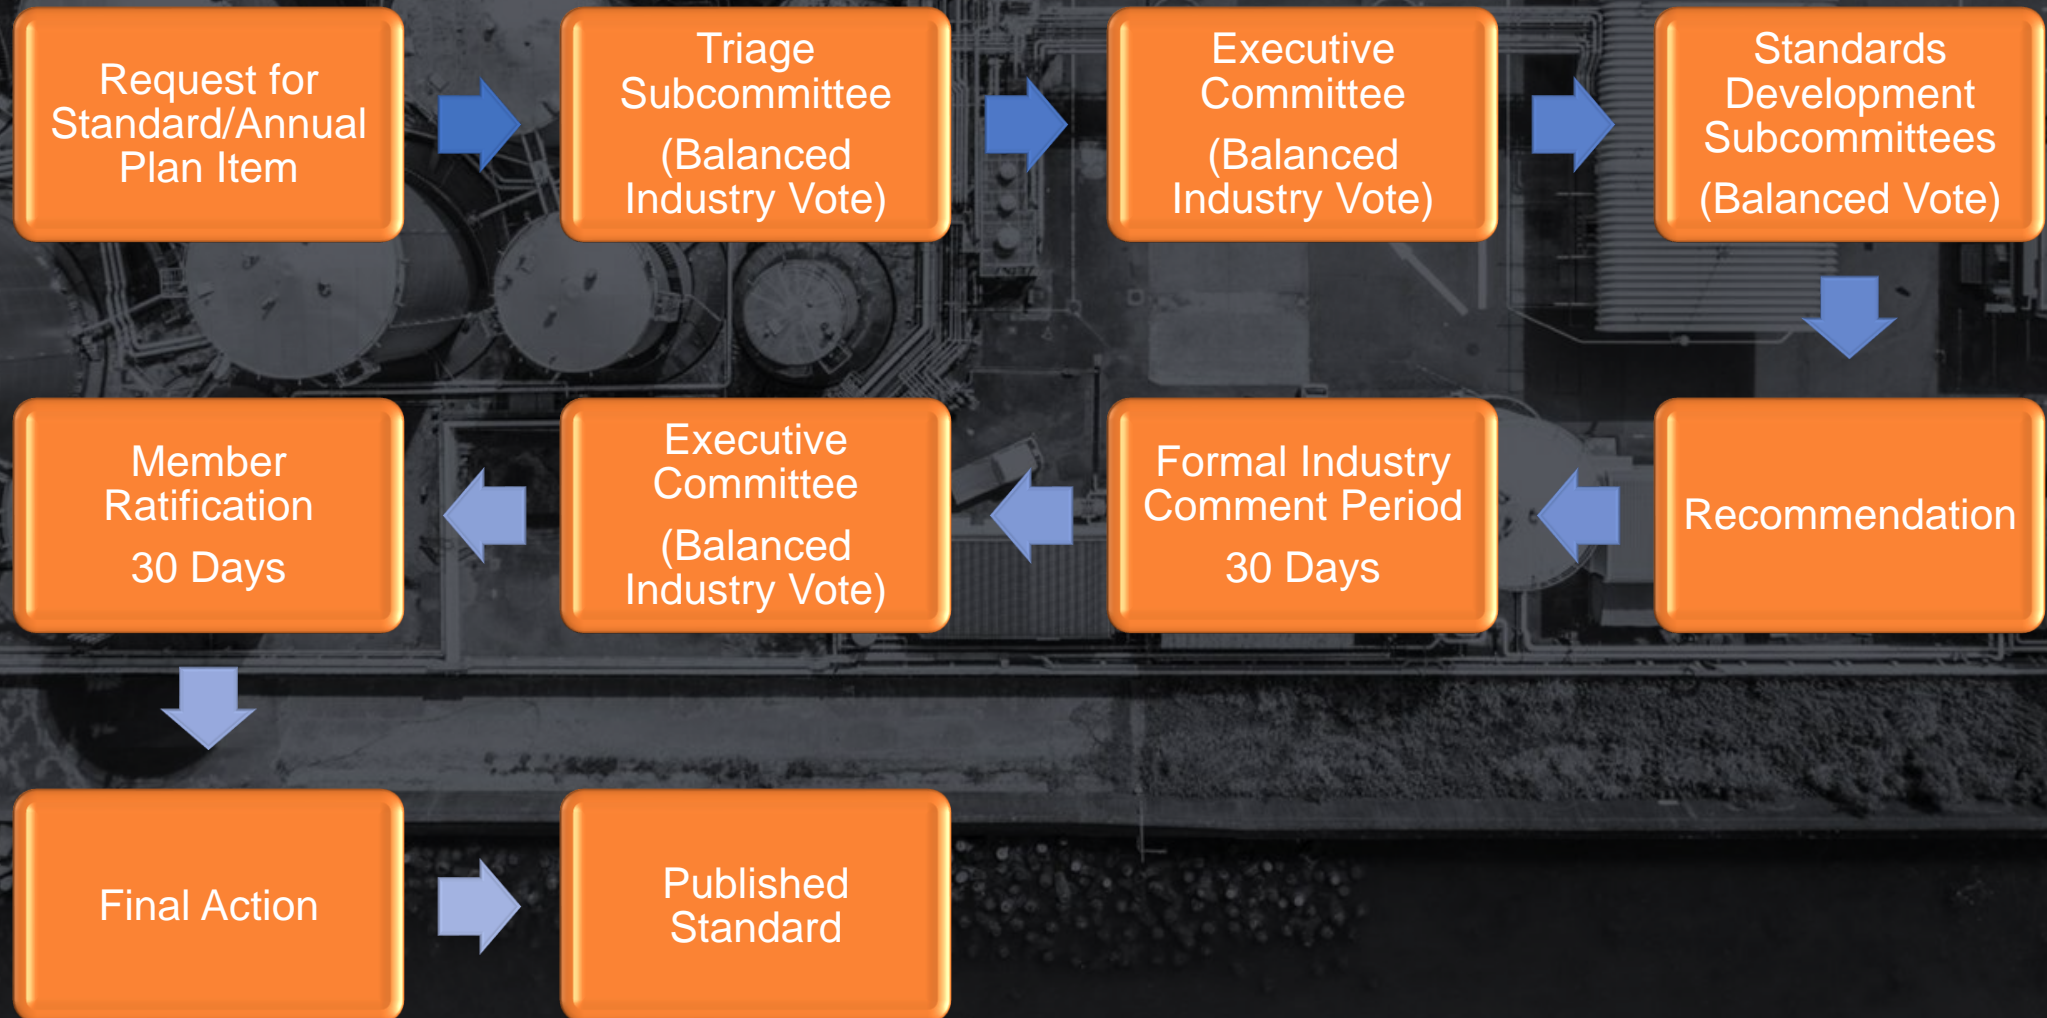 Request for
Standard/Annual
Plan Item
Triage
Subcommittee
(Balanced
Industry Vote)
Executive
Committee
(Balanced
Industry Vote)
Standards
Development
Subcommittees
(Balanced Vote)
Recommendation
Formal Industry
Comment Period
30 Days
Executive
Committee
(Balanced
Industry Vote)
Member
Ratification
30 Days
Final Action
Published
Standard